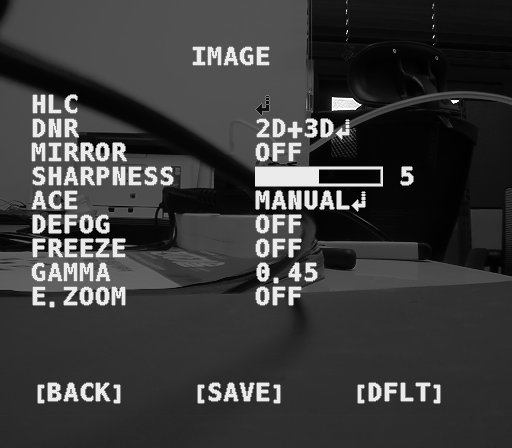 IMAGE
HLC ↲
DNR 2D+3D↲
MIRROR OFF
SHARPNESS 5
ACE MANUAL↲
DEFOG OFF
FREEZE OFF
GAMMA 0.45
E.ZOOM OFF
[BACK] [SAVE] [DFLT]